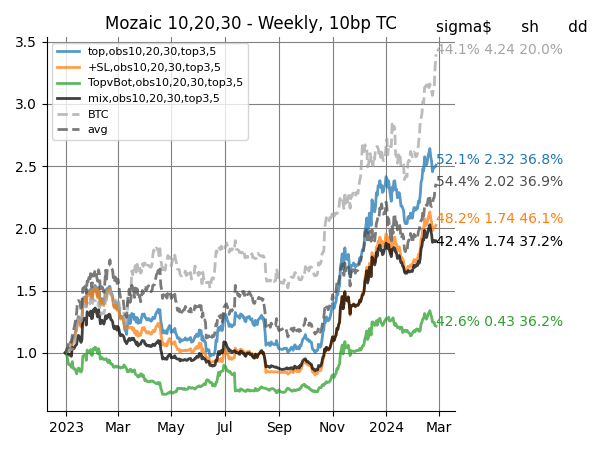 Mozaic 10,20,30 - Weekly, 10bp TC
sigma$ sh dd
top,obs10,20,30,top3,5
+SL,obs10,20,30,top3,5
TopvBot,obs10,20,30,top3,5
mix,obs10,20,30,top3,5
BTC
avg
44.1% 4.24 20.0%
52.1% 2.32 36.8%
54.4% 2.02 36.9%
48.2% 1.74 46.1%
42.4% 1.74 37.2%
42.6% 0.43 36.2%
3.5
3.0
2.5
2.0
1.5
1.0
2023 Mar May Jul Sep Nov 2024 Mar